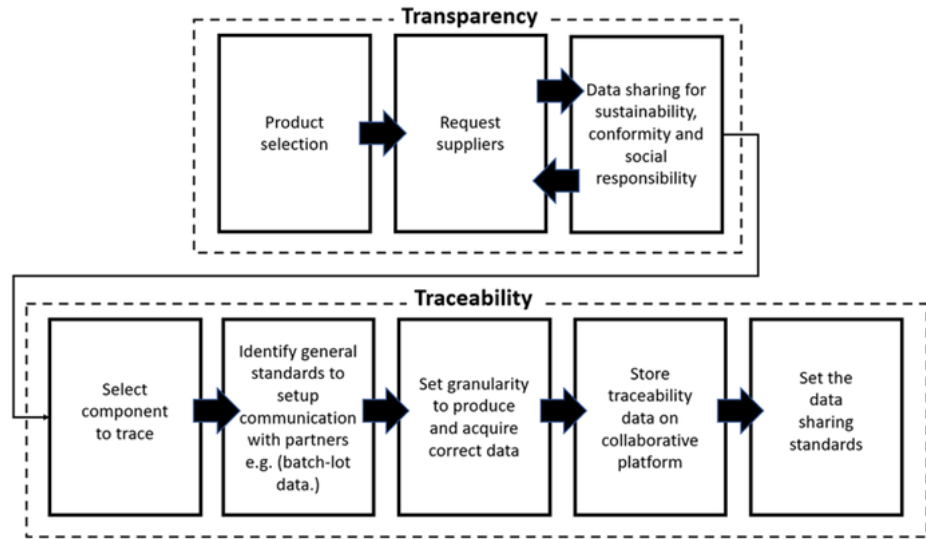 Transparency
Product
selection
Request
suppliers
Data sharing for
sustainability,
conformity and
social
responsibility
Traceability
Select
component
to trace
Identify general
standards to
setup
communication
with partners
e.g. (batch-lot
data.)
Set granularity
to produce
and acquire
correct data
Store
traceability
data on
collaborative
platform
Set the
data
sharing
standards